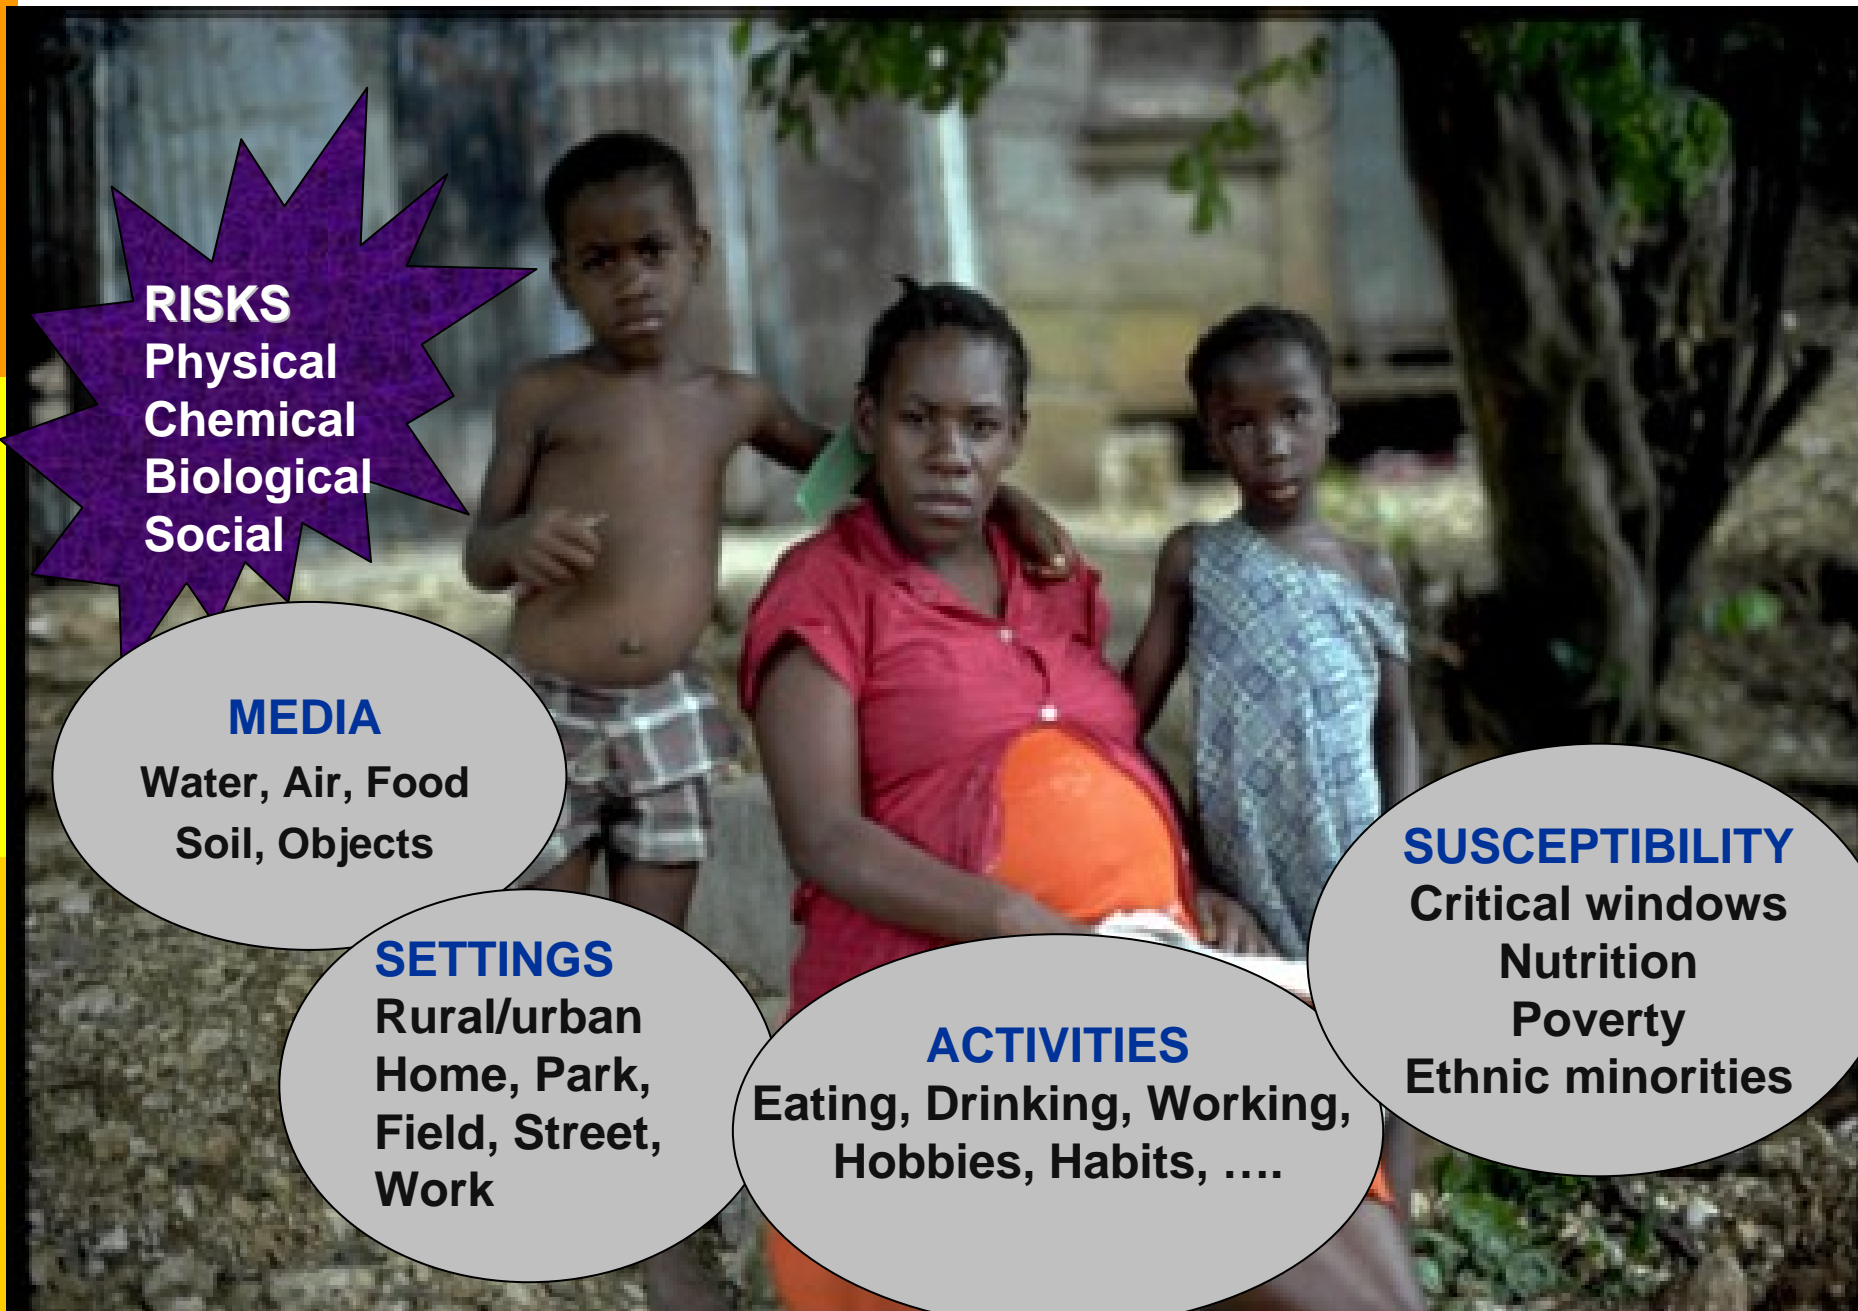 RISKS
Physical
Chemical
Biological
Social
MEDIA
Water, Air, Food
Soil, Objects
SETTINGS
Rural/urban
Home, Park,
Field, Street,
Work
ACTIVITIES
Eating, Drinking, Working,
Hobbies, Habits, ….
SUSCEPTIBILITY
Critical windows
Nutrition
Poverty
Ethnic minorities